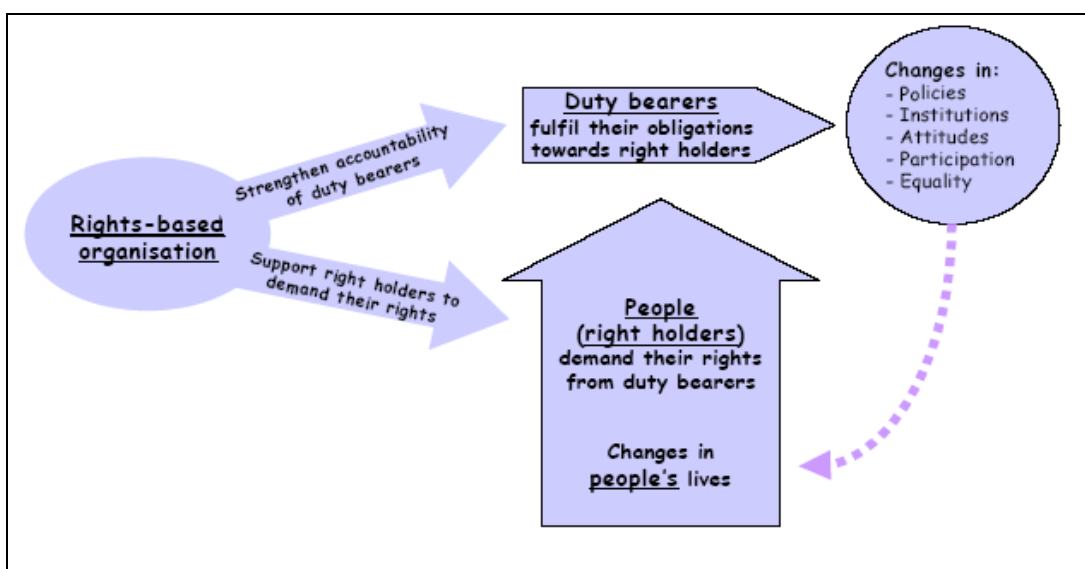 Rights-based
organisation
Strengthen accountability
of duty bearers
Support right holders to
demand their rights
Duty bearers
fulfil their obligations
towards right holders
People
(right holders)
demand their rights
from duty bearers
Changes in
people's lives
Changes in:
- Policies
- Institutions
- Attitudes
- Participation
- Equality